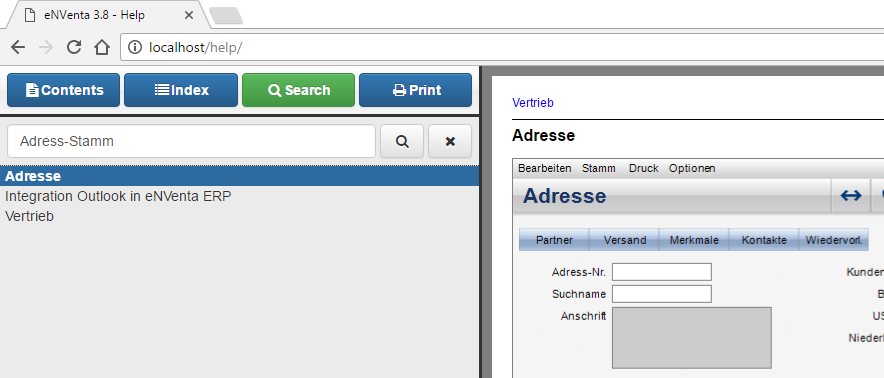 eNVenta 3.8 - Help
localhost/help/
Contents Index Search Print
Adress-Stamm
Adresse
Integration Outlook in eNVenta ERP
Vertrieb
Vertrieb
Adresse
Bearbeiten Stamm Druck Optionen
Adresse
Partner Versand Merkmale Kontakte Wiedervorl.
Adress-Nr. Kunden
Suchname B
Anschrift US
Niederl